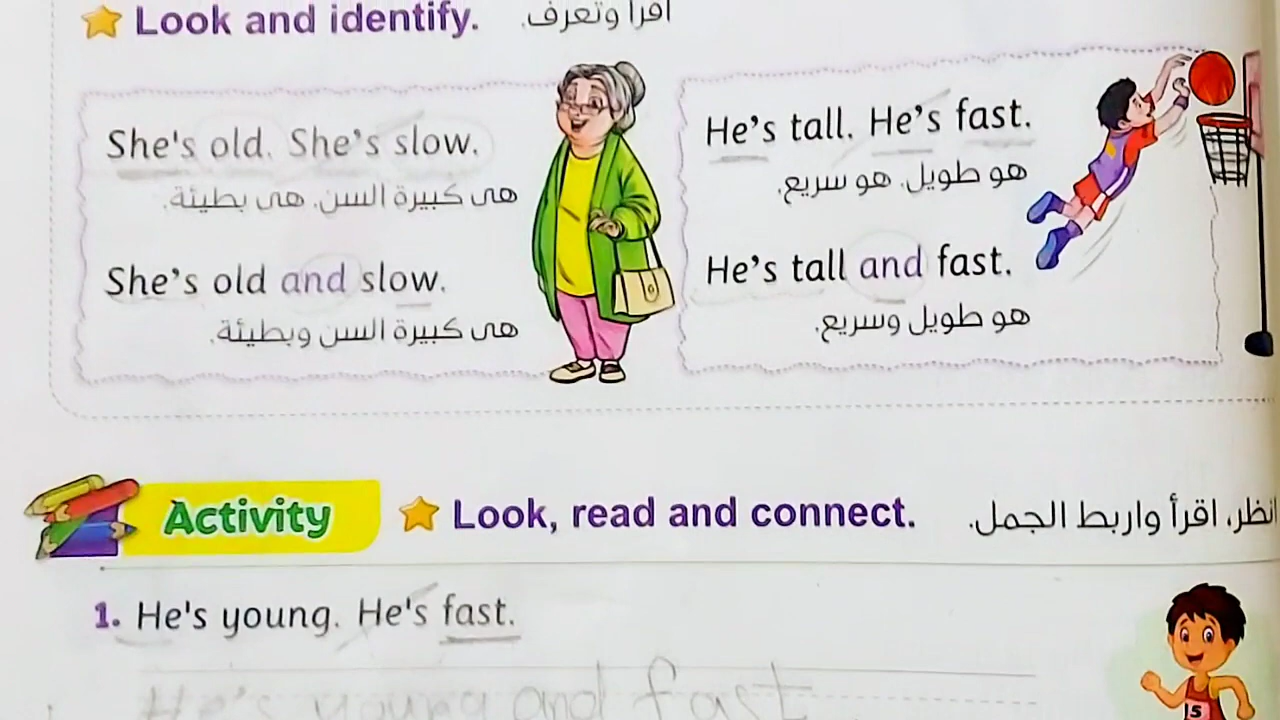 Look and identify. اقرأ وتعرف.
She's old. She's slow.
هى كبيرة السن. هى بطيئة.
She's old and slow.
هى كبيرة السن وبطيئة.
He's tall. He's fast.
هو طويل. هو سريع.
He's tall and fast.
هو طويل وسريع.
Activity Look, read and connect. انظر، اقرأ واربط الجمل.
1. He's young. He's fast.
He's young and fast
15